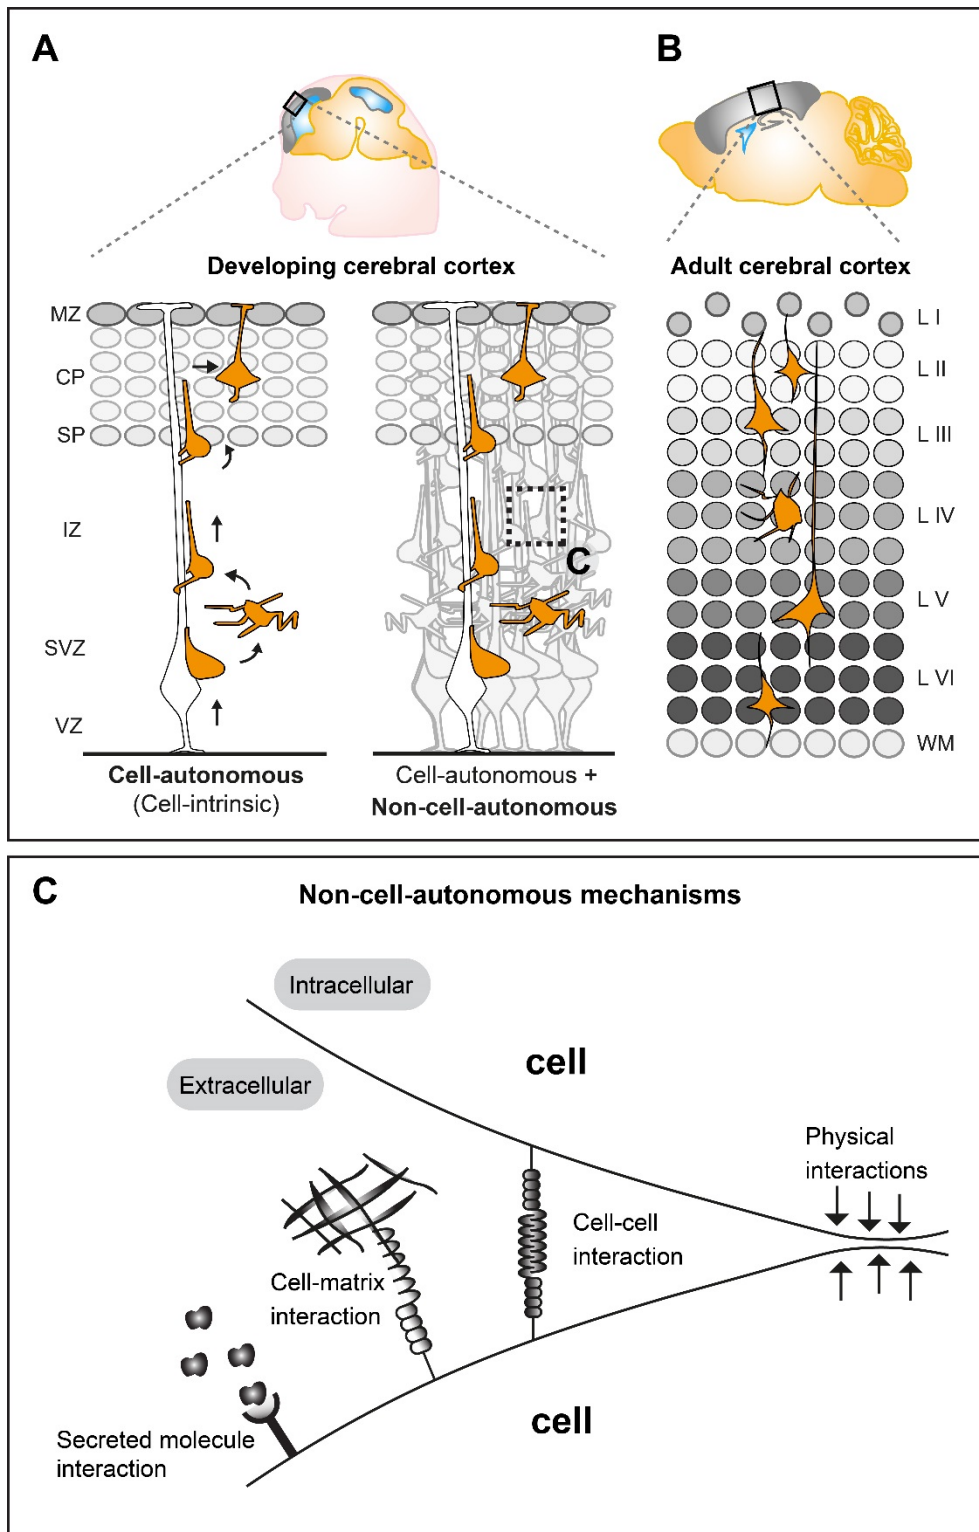 A
B
Developing cerebral cortex
Adult cerebral cortex
MZ
CP
SP
IZ
SVZ
VZ
C
L I
L II
L III
L IV
L V
L VI
WM
Cell-autonomous
(Cell-intrinsic)
Cell-autonomous +
Non-cell-autonomous
C
Non-cell-autonomous mechanisms
Intracellular
cell
Extracellular
Physical
interactions
Cell-cell
interaction
Cell-matrix
interaction
cell
Secreted molecule
interaction